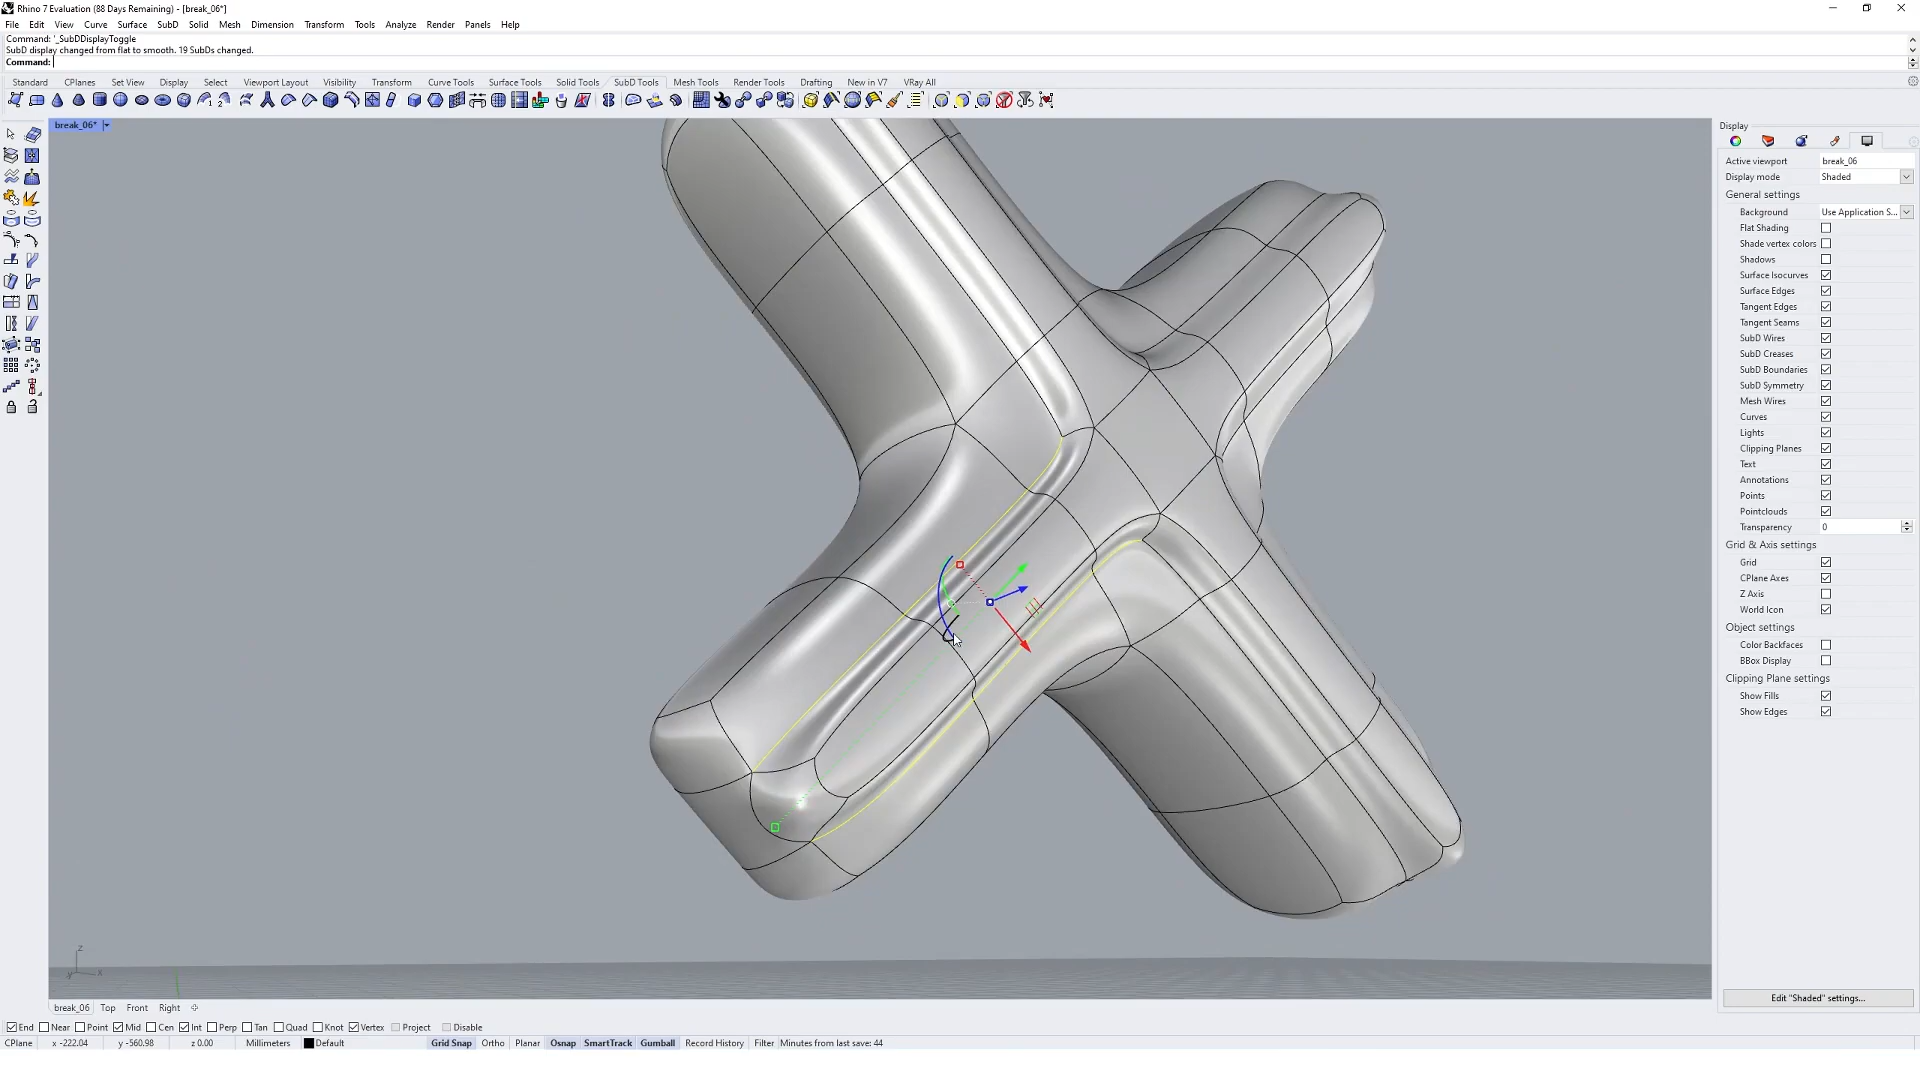 Rhino 7 Evaluation (88 Days Remaining) - [break_06*]
File Edit View Curve Surface SubD Solid Mesh Dimension Transform Tools Analyze Render Panels Help
Command: '_SubDDisplayToggle
SubD display changed from flat to smooth. 19 SubDs changed.
Command:
Standard CPlanes Set View Display Select Viewport Layout Visibility Transform Curve Tools Surface Tools Solid Tools SubD Tools Mesh Tools Render Tools Drafting New in V7 VRay All
break_06*
Display
Active viewport break_06
Display mode Shaded
General settings
Background Use Application S...
Flat Shading
Shade vertex colors
Shadows
Surface Isocurves
Surface Edges
Tangent Edges
Tangent Seams
SubD Wires
SubD Creases
SubD Boundaries
SubD Symmetry
Mesh Wires
Curves
Lights
Clipping Planes
Text
Annotations
Points
Pointclouds
Transparency 0
Grid & Axis settings
Grid
CPlane Axes
Z Axis
World Icon
Object settings
Color Backfaces
BBox Display
Clipping Plane settings
Show Fills
Show Edges
Edit "Shaded" settings...
z
y x
break_06 Top Front Right
End Near Point Mid Cen Int Perp Tan Quad Knot Vertex Project Disable
CPlane x -222.04 y -560.98 z 0.00 Millimeters Default Grid Snap Ortho Planar Osnap SmartTrack Gumball Record History Filter Minutes from last save: 44